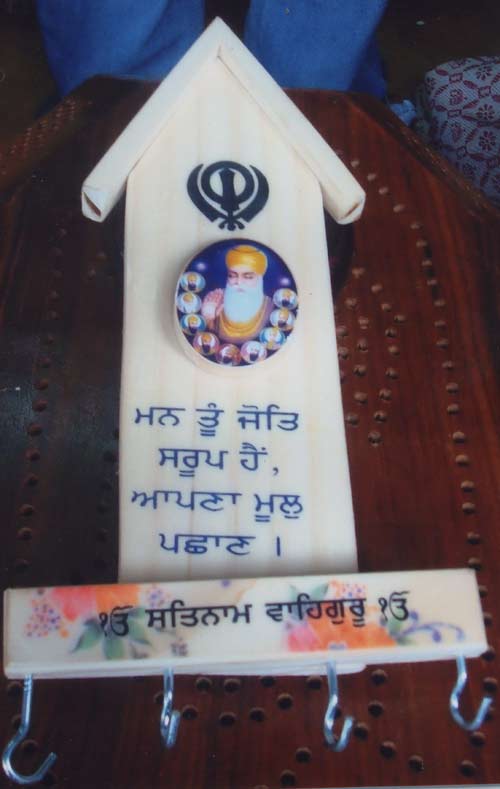 ਮਨ ਤੂੰ ਜੋਤਿ
ਸਰੂਪ ਹੈਂ,
ਆਪਣਾ ਮੂਲੁ
ਪਛਾਣ ।
ੴ ਸਤਿਨਾਮ ਵਾਹਿਗੁਰੂ ੴ